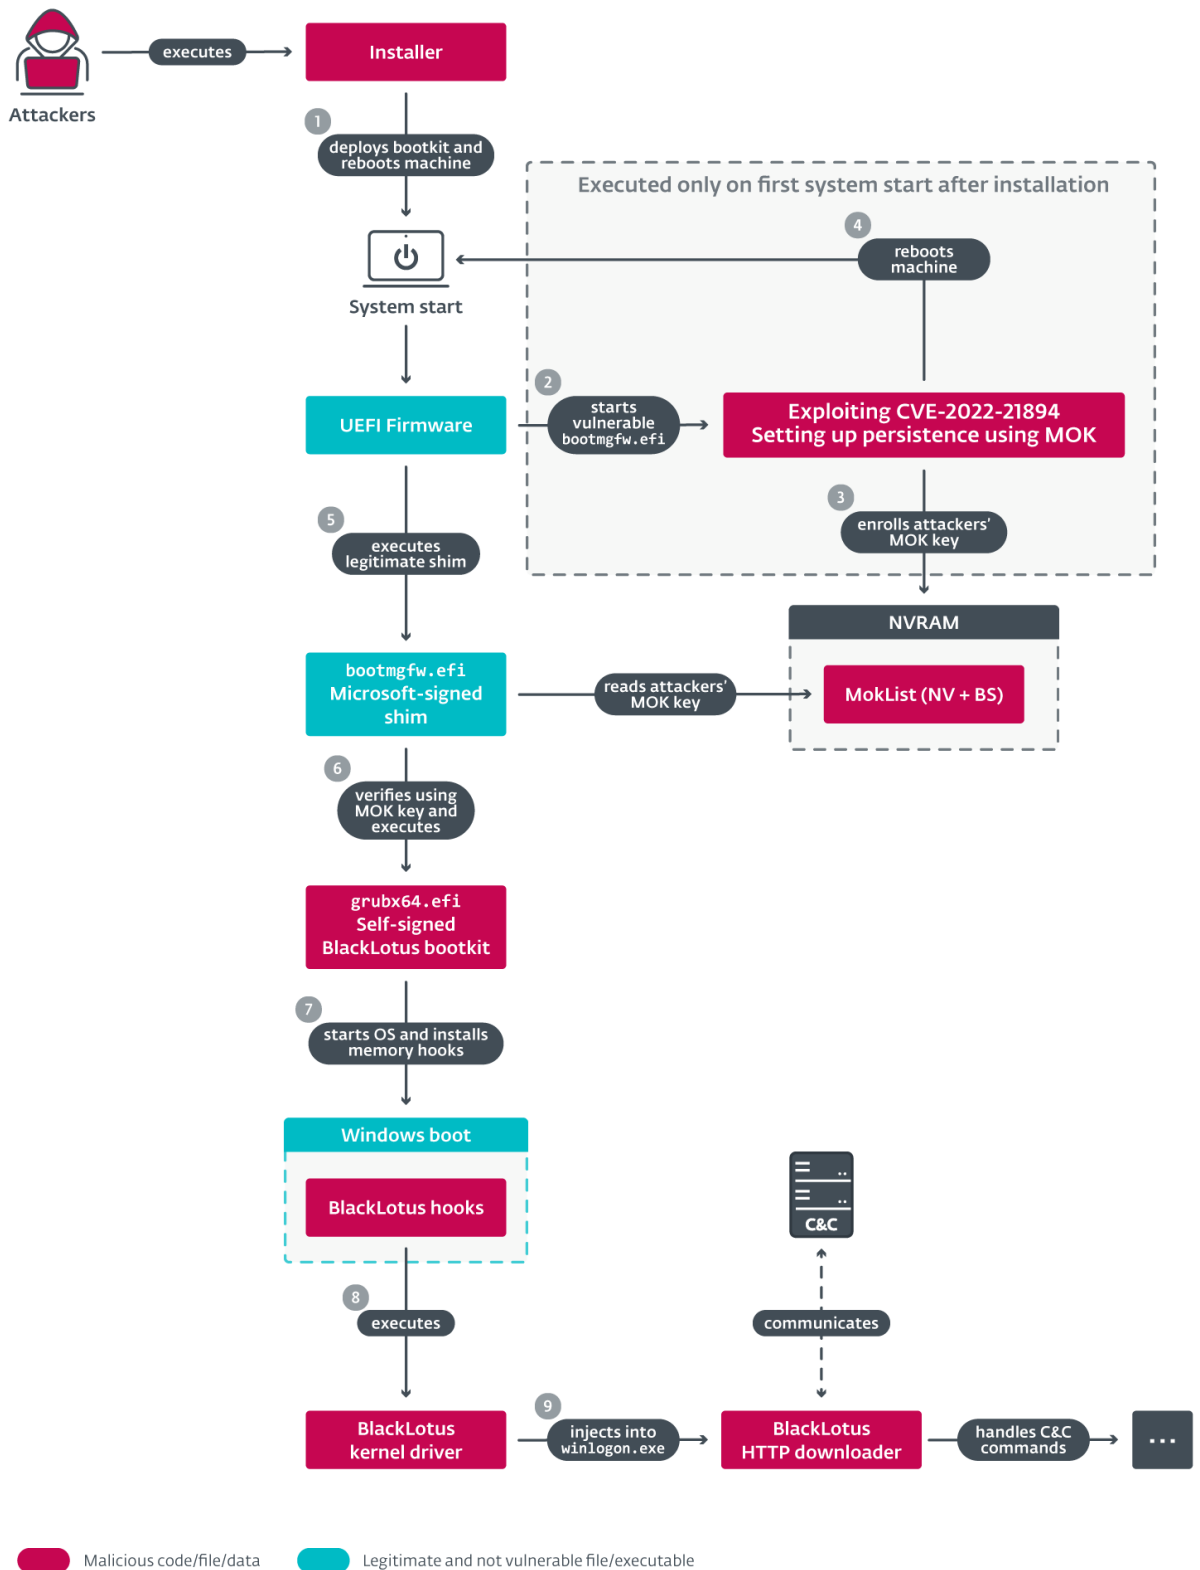 executes
Installer
Attackers
1
deploys bootkit and
reboots machine
Executed only on first system start after installation
4
reboots
machine
System start
2
starts
vulnerable
bootmgfw.efi
UEFI Firmware
Exploiting CVE-2022-21894
Setting up persistence using MOK
3
enrolls attackers’
MOK key
5
executes
legitimate shim
NVRAM
bootmgfw.efi
Microsoft-signed
shim
reads attackers’
MOK key
MokList (NV + BS)
6
verifies using
MOK key and
executes
grubx64.efi
Self-signed
BlackLotus bootkit
7
starts OS and installs
memory hooks
Windows boot
BlackLotus hooks
C&C
8
executes
communicates
BlackLotus
kernel driver
9
injects into
winlogon.exe
BlackLotus
HTTP downloader
handles C&C
commands
...
Malicious code/file/data
Legitimate and not vulnerable file/executable